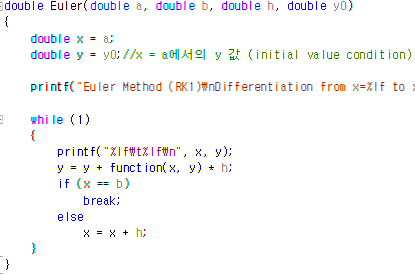 double Euler(double a, double b, double h, double y0)
{
double x = a;
double y = y0;//x = a에서의 y 값 (initial value condition)
printf("Euler Method (RK1)₩nDifferentiation from x=%lf to x
while (1)
{
printf("%lf₩t%lf₩n", x, y);
y = y + function(x, y) * h;
if (x == b)
break;
else
x = x + h;
}
}